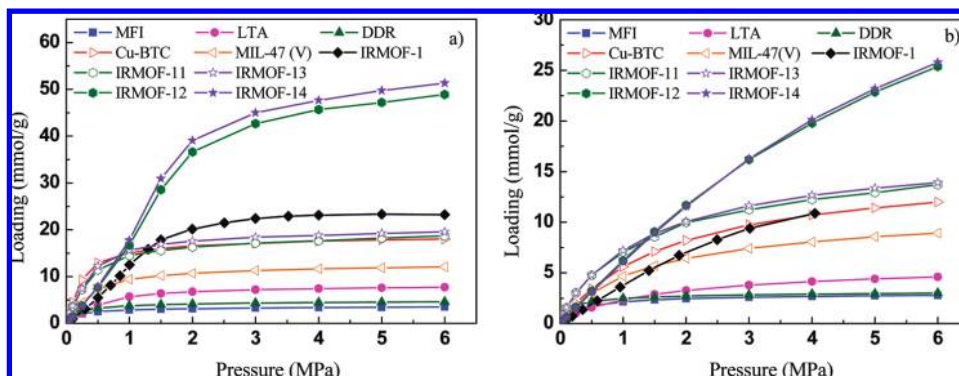 MFI LTA DDR
Cu-BTC MIL-47 (V) IRMOF-1
IRMOF-11 IRMOF-13
IRMOF-12 IRMOF-14
a)
60
50
40
30
20
10
0
0 1 2 3 4 5 6
Loading (mmol/g)
Pressure (MPa)
MFI LTA DDR
Cu-BTC MIL-47(V) IRMOF-1
IRMOF-11 IRMOF-13
IRMOF-12 IRMOF-14
b)
30
25
20
15
10
5
0
0 1 2 3 4 5 6
Loading (mmol/g)
Pressure (MPa)